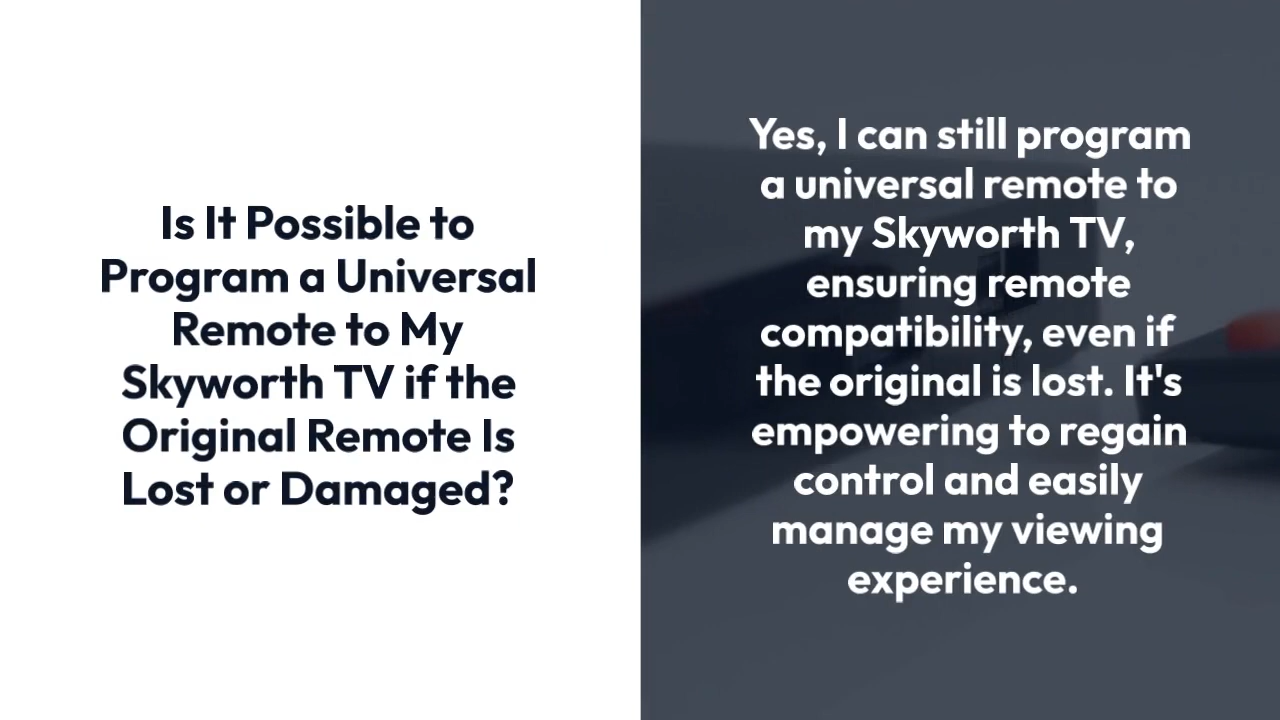 Is It Possible to
Program a Universal
Remote to My
Skyworth TV if the
Original Remote Is
Lost or Damaged?
Yes, I can still program
a universal remote to
my Skyworth TV,
ensuring remote
compatibility, even if
the original is lost. It's
empowering to regain
control and easily
manage my viewing
experience.